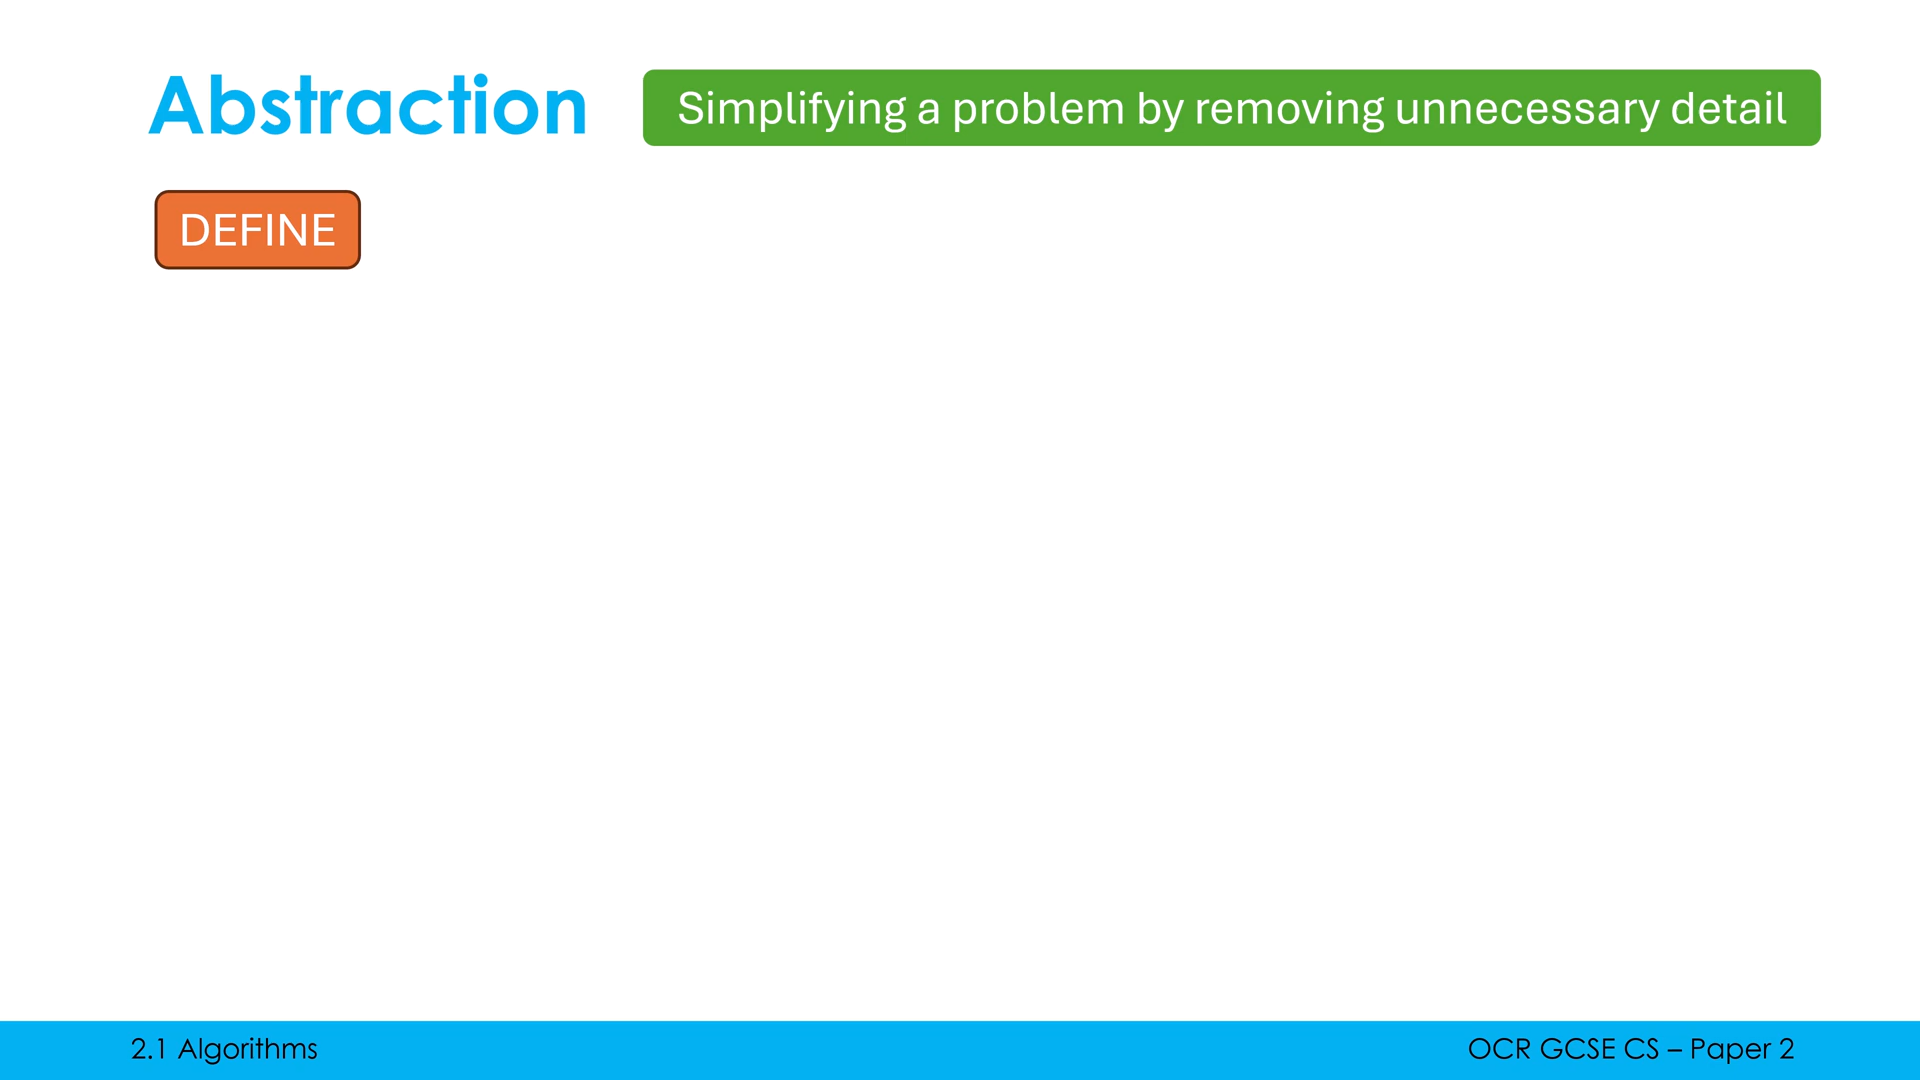 Abstraction
Simplifying a problem by removing unnecessary detail
DEFINE
2.1 Algorithms
OCR GCSE CS – Paper 2